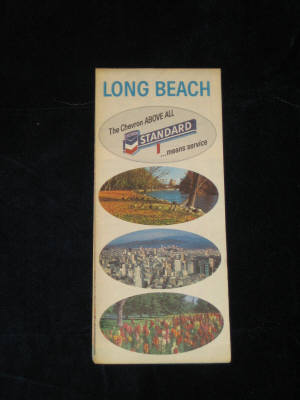 LONG BEACH
The Chevron ABOVE ALL
STANDARD
...means service